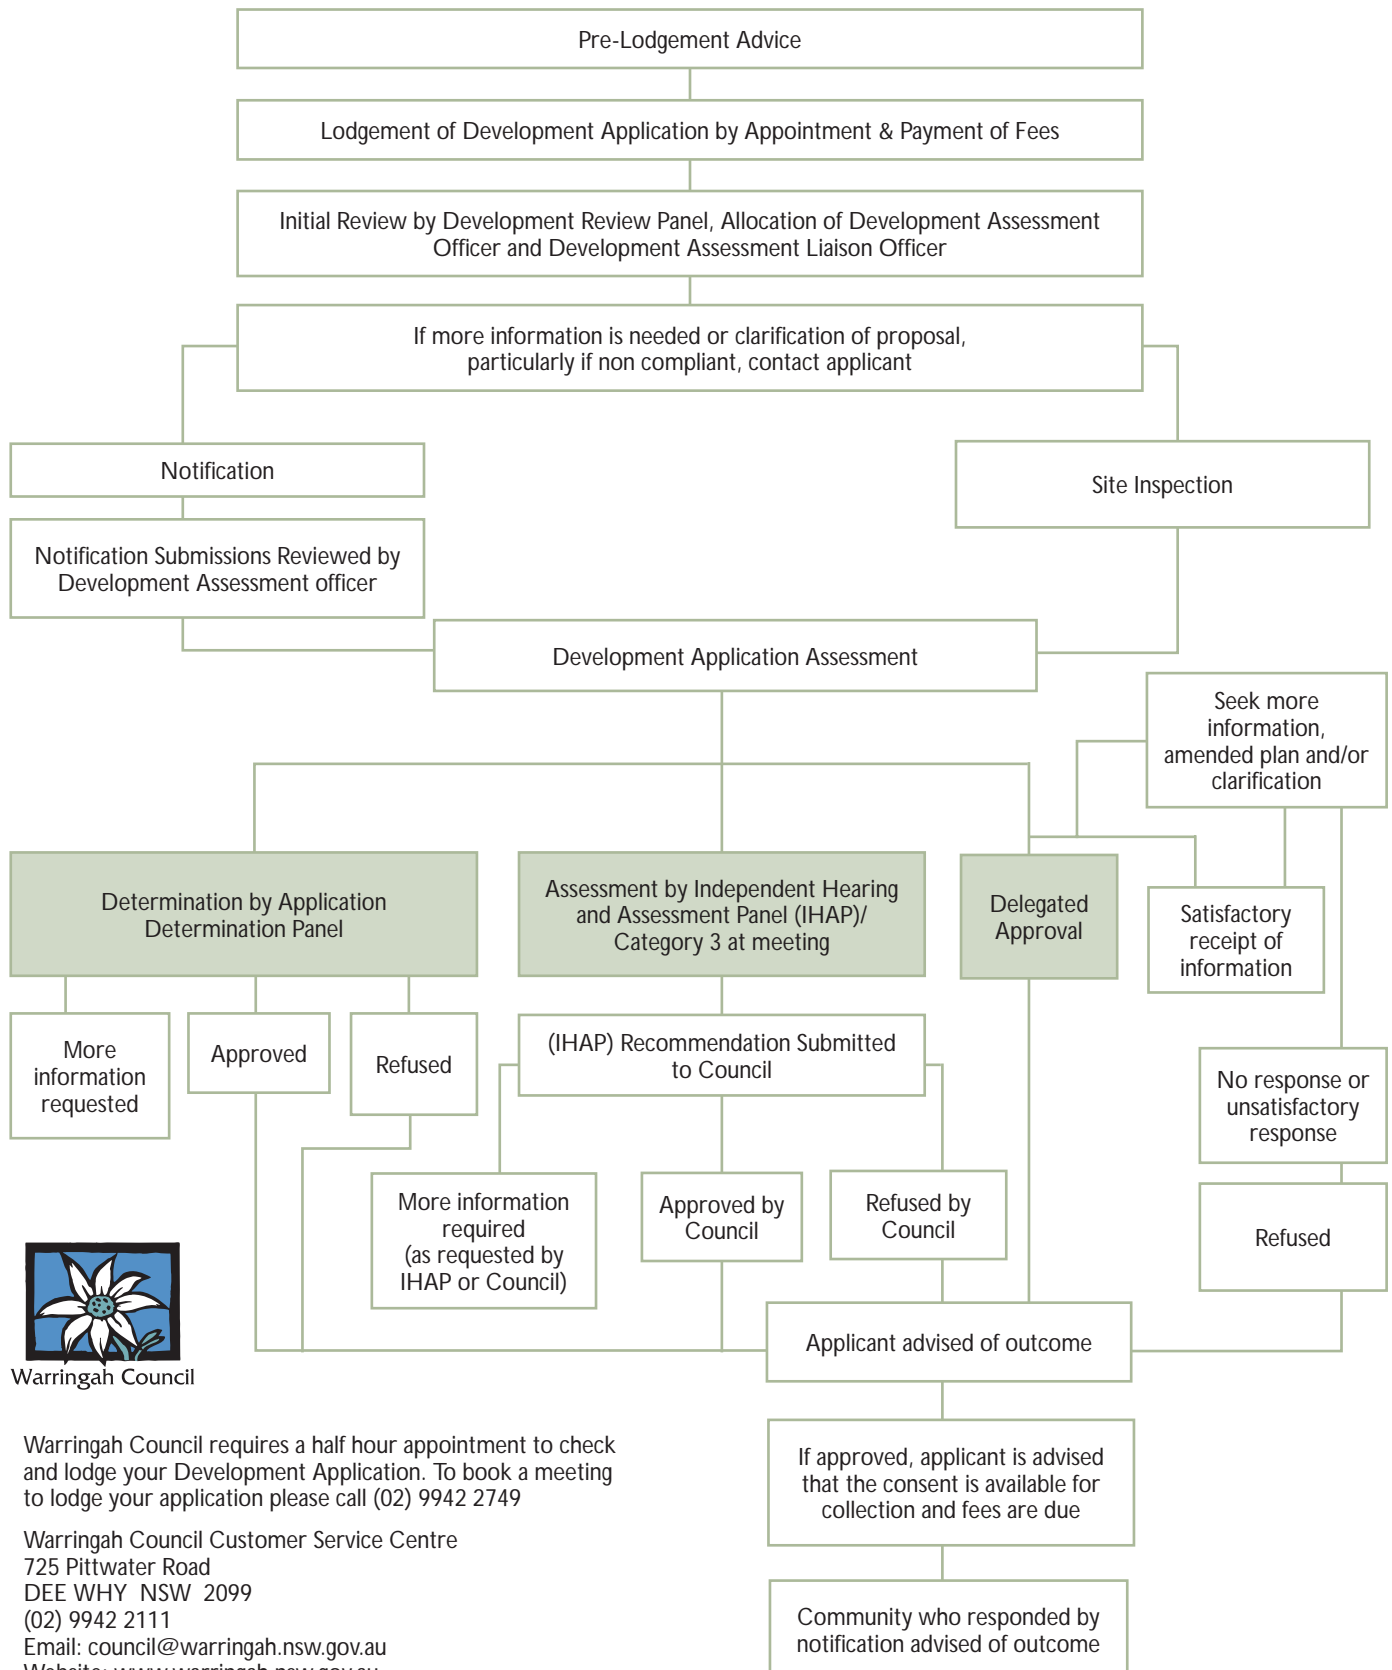 Pre-Lodgement Advice
Lodgement of Development Application by Appointment & Payment of Fees
Initial Review by Development Review Panel, Allocation of Development Assessment
Officer and Development Assessment Liaison Officer
If more information is needed or clarification of proposal,
particularly if non compliant, contact applicant
Notification
Site Inspection
Notification Submissions Reviewed by
Development Assessment officer
Development Application Assessment
Seek more
information,
amended plan and/or
clarification
Determination by Application
Determination Panel
Assessment by Independent Hearing
and Assessment Panel (IHAP)/
Category 3 at meeting
Delegated
Approval
Satisfactory
receipt of
information
More
information
requested
Approved
Refused
(IHAP) Recommendation Submitted
to Council
No response or
unsatisfactory
response
More information
required
(as requested by
IHAP or Council)
Approved by
Council
Refused by
Council
Refused
Applicant advised of outcome
Warringah Council
If approved, applicant is advised
that the consent is available for
collection and fees are due
Community who responded by
notification advised of outcome
Warringah Council requires a half hour appointment to check
and lodge your Development Application. To book a meeting
to lodge your application please call (02) 9942 2749
Warringah Council Customer Service Centre
725 Pittwater Road
DEE WHY NSW 2099
(02) 9942 2111
Email: council@warringah.nsw.gov.au
Website: www.warringah.nsw.gov.au